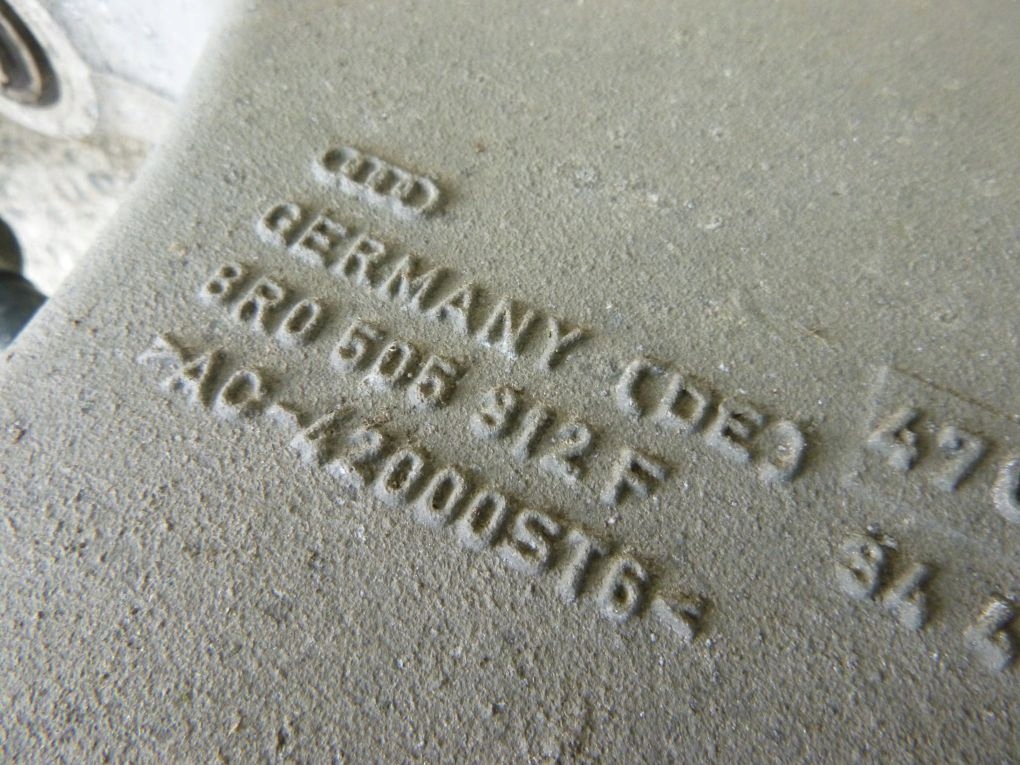 GERMANY (DE)
8R0 505 312 F
>AC-42000ST6<